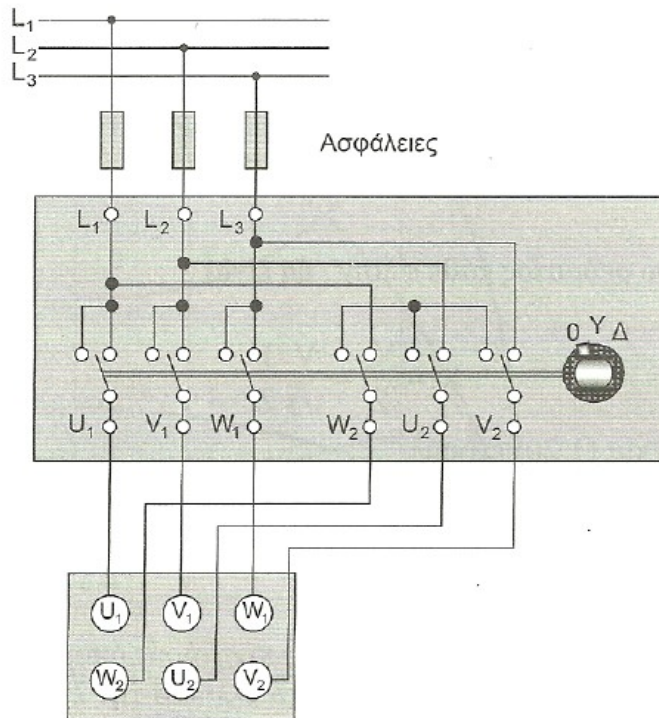 L₁
L₂
L₃
Ασφάλειες
L₁ L₂ L₃
0 Y Δ
U₁ V₁ W₁ W₂ U₂ V₂
U₁ V₁ W₁
W₂ U₂ V₂